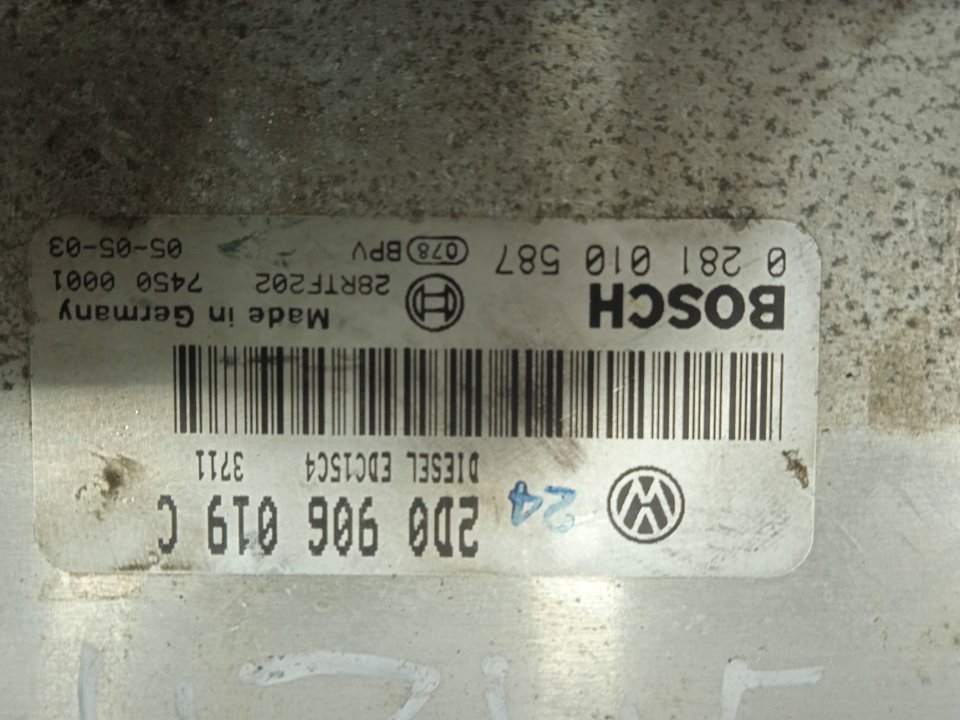 24 2D0 906 019 C
DIESEL EDC15C4 3711
BOSCH Made in Germany
28RTF202 7450 0001
0 281 010 587 078 BPV 05-05-03